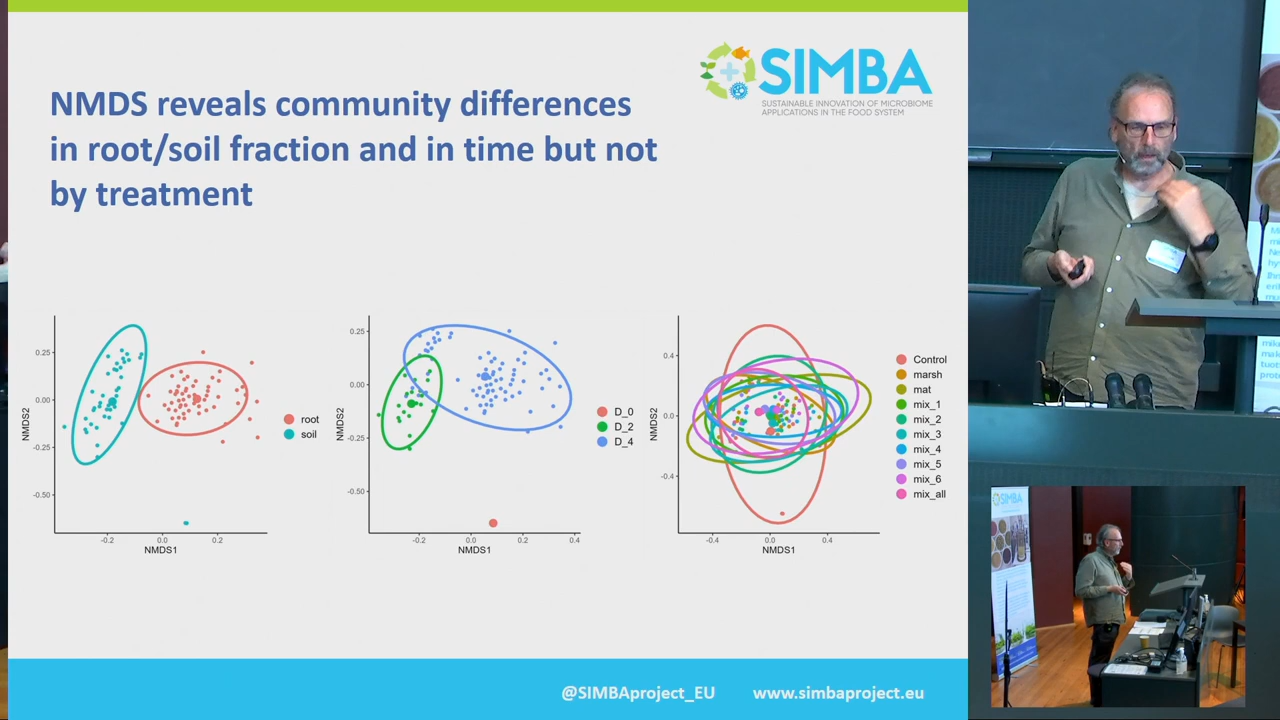 SIMBA
SUSTAINABLE INNOVATION OF MICROBIOME
APPLICATIONS IN THE FOOD SYSTEM
NMDS reveals community differences
in root/soil fraction and in time but not
by treatment
NMDS2
0.25
0.00
-0.25
-0.50
-0.2
0.0
0.2
NMDS1
root
soil
NMDS2
0.25
0.00
-0.25
-0.50
-0.2
0.0
0.2
0.4
NMDS1
D_0
D_2
D_4
NMDS2
0.4
0.0
-0.4
-0.4
0.0
0.4
NMDS1
Control
marsh
mat
mix_1
mix_2
mix_3
mix_4
mix_5
mix_6
mix_all
@SIMBAproject_EU
www.simbaproject.eu
SIMBA